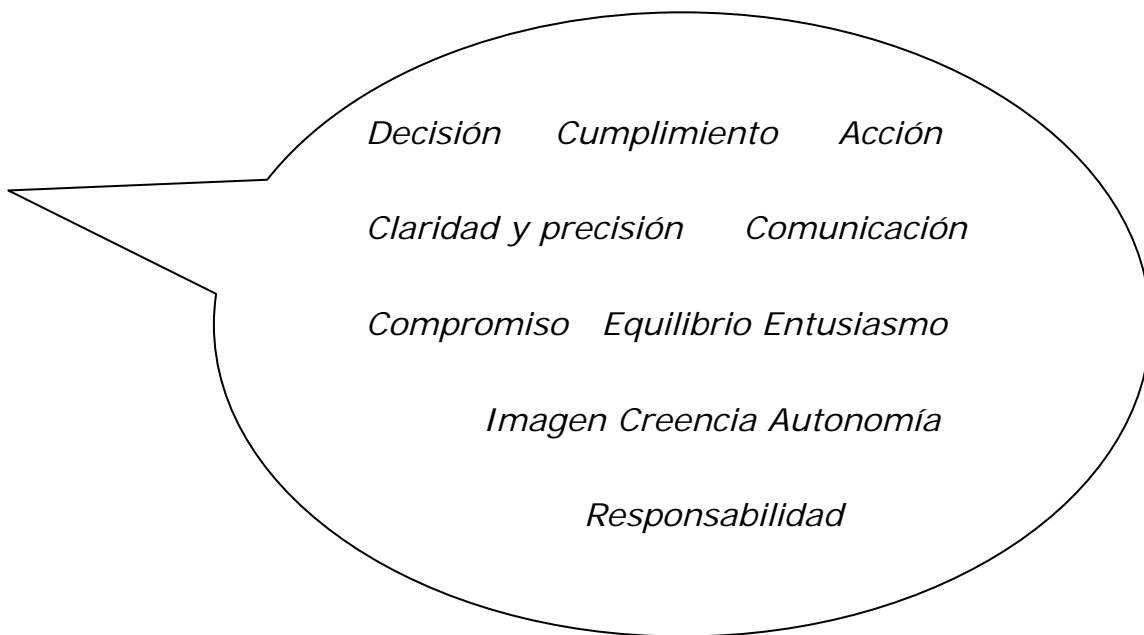 Decisión Cumplimiento Acción
Claridad y precisión Comunicación
Compromiso Equilibrio Entusiasmo
Imagen Creencia Autonomía
Responsabilidad